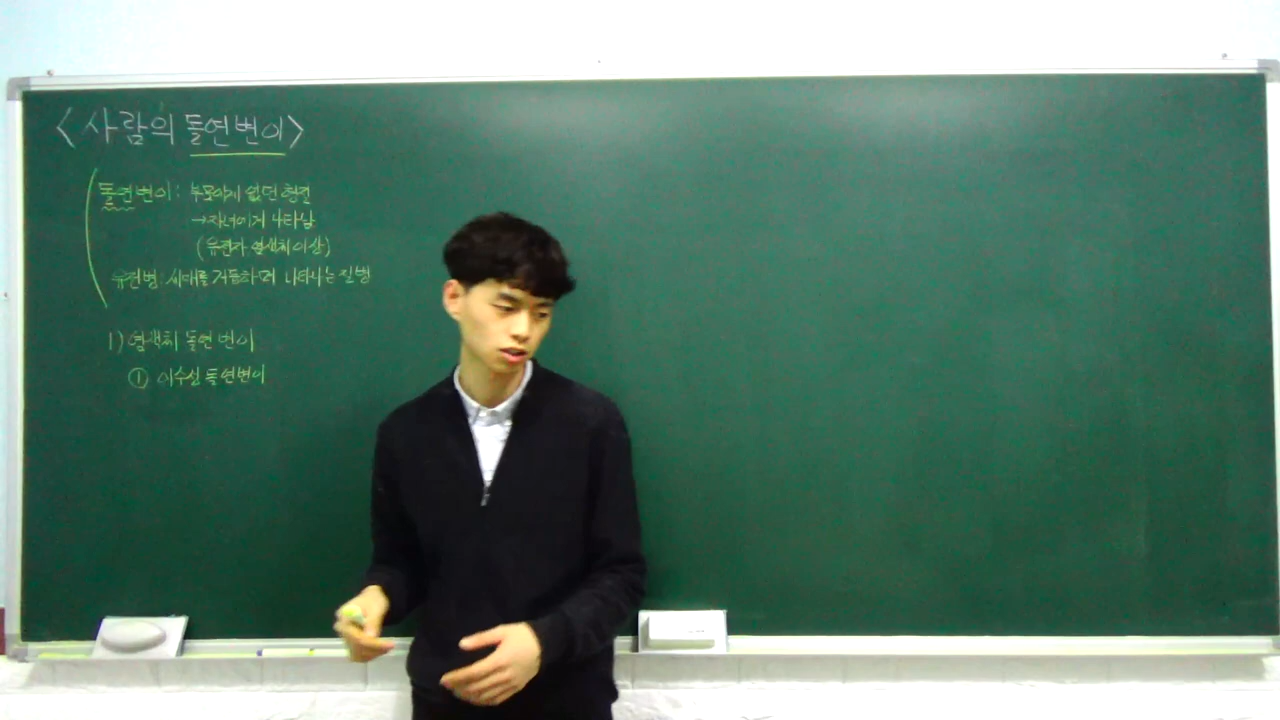 <사람의 돌연변이>
돌연변이 : 부모에게 없던 형질
→자녀에게 나타남
(유전자, 염색체 이상)
유전병 : 세대를 거듭하며 나타나는 질병
1) 염색체 돌연변이
① 이수성 돌연변이